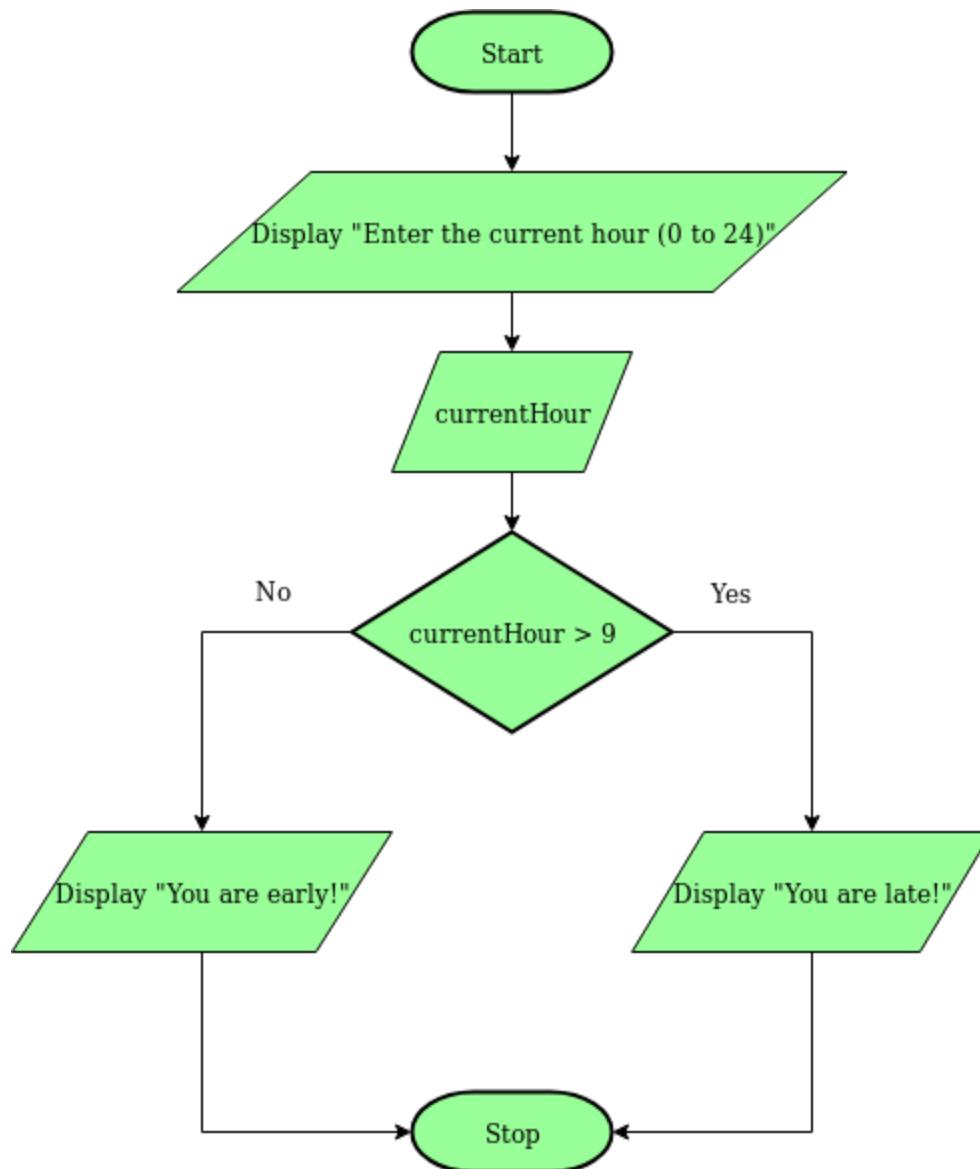 Start
Display "Enter the current hour (0 to 24)"
currentHour
No
Yes
currentHour > 9
Display "You are early!"
Display "You are late!"
Stop